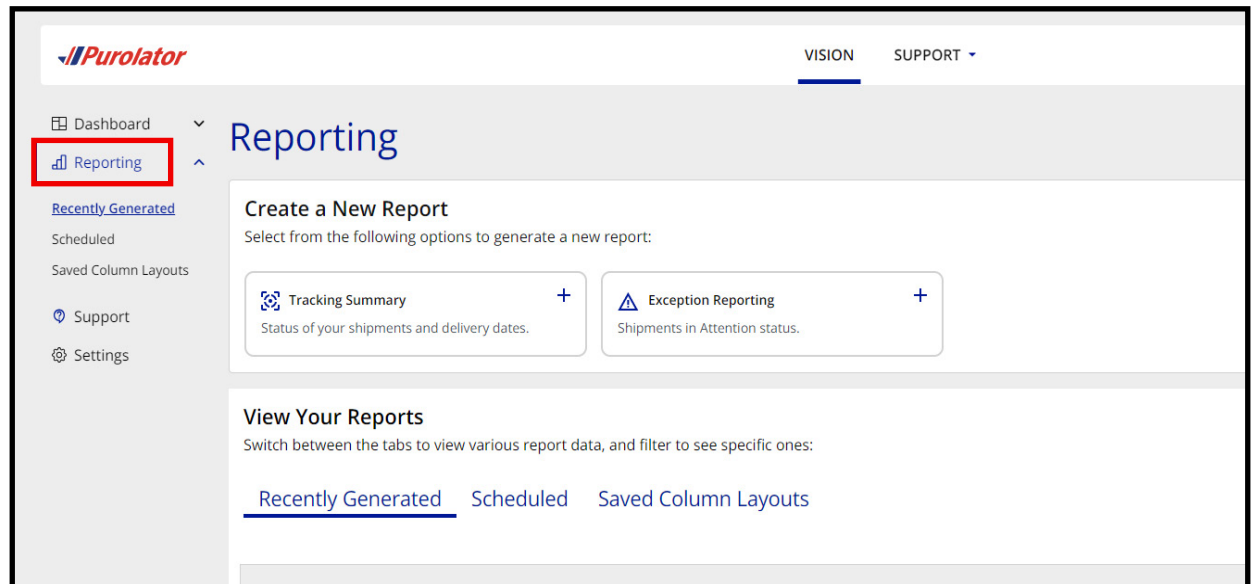 Purolator
VISION
SUPPORT
Dashboard
Reporting
Recently Generated
Scheduled
Saved Column Layouts
Support
Settings
Reporting
Create a New Report
Select from the following options to generate a new report:
Tracking Summary
Status of your shipments and delivery dates.
Exception Reporting
Shipments in Attention status.
View Your Reports
Switch between the tabs to view various report data, and filter to see specific ones:
Recently Generated
Scheduled
Saved Column Layouts